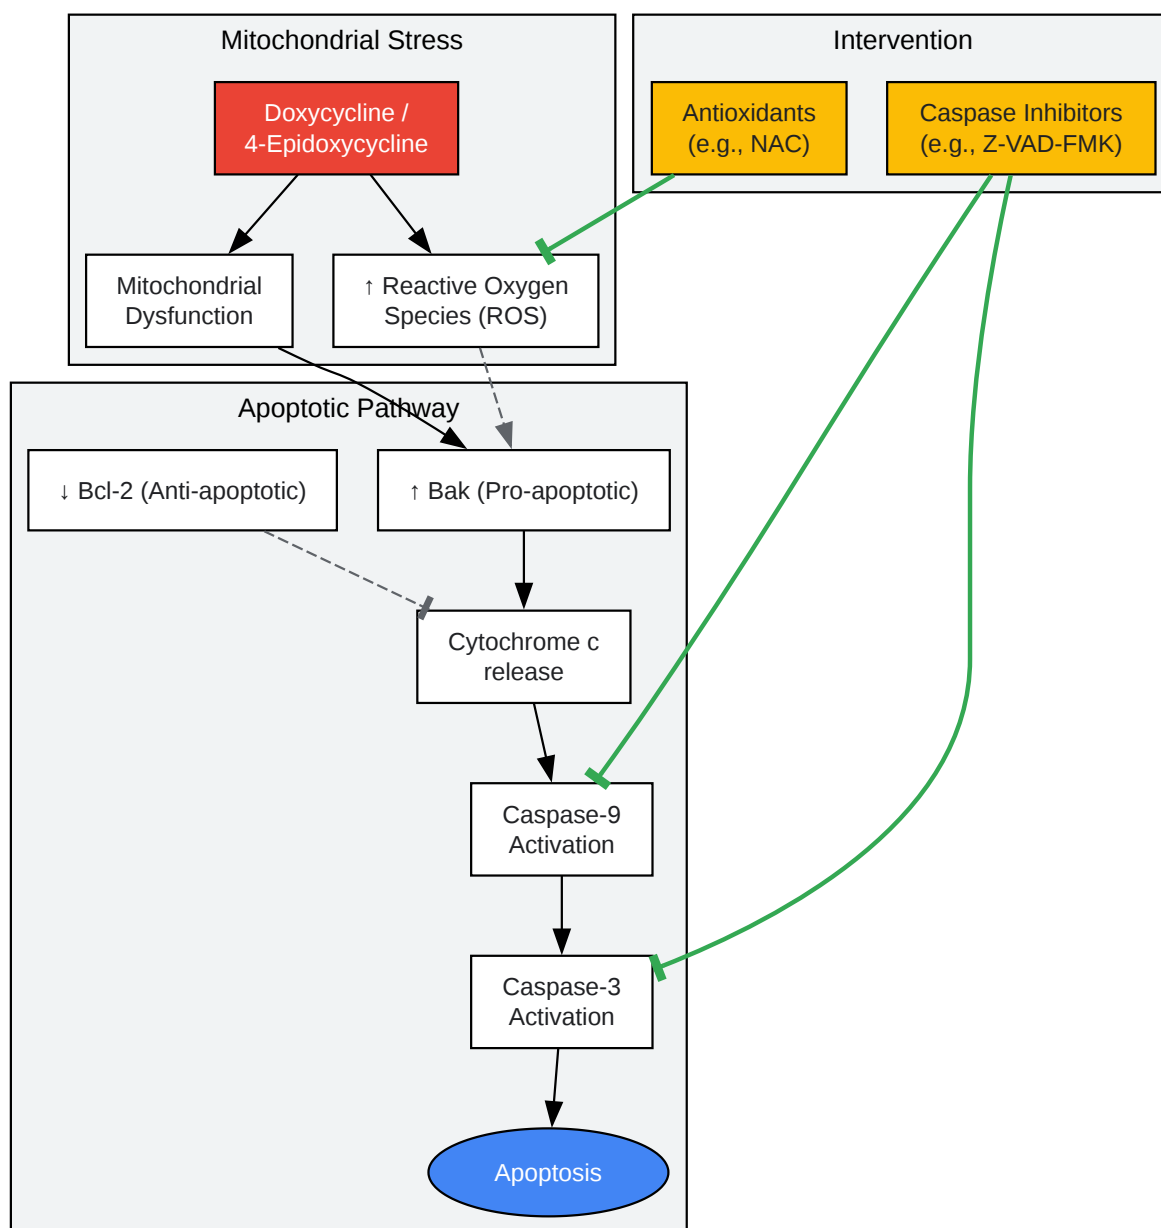 Mitochondrial Stress
Intervention
Doxycycline /
4-Epidoxycycline
Antioxidants
(e.g., NAC)
Caspase Inhibitors
(e.g., Z-VAD-FMK)
Mitochondrial
Dysfunction
↑ Reactive Oxygen
Species (ROS)
Apoptotic Pathway
↓ Bcl-2 (Anti-apoptotic)
↑ Bak (Pro-apoptotic)
Cytochrome c
release
Caspase-9
Activation
Caspase-3
Activation
Apoptosis